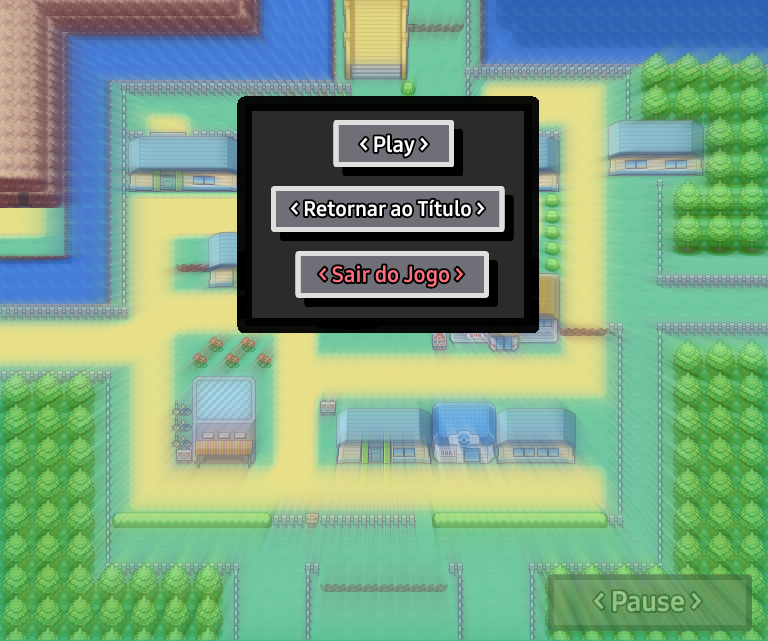 < Play >
< Retornar ao Título >
< Sair do Jogo >
< Pause >